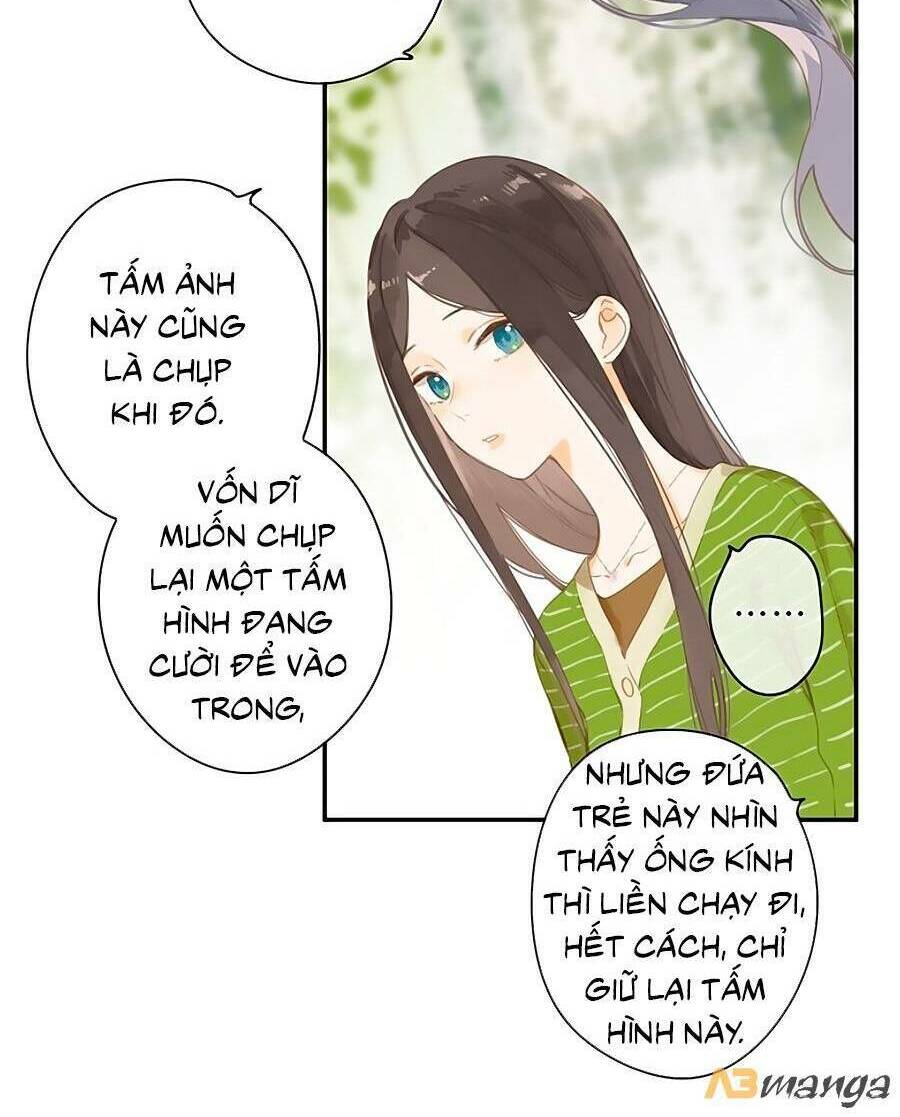 TẤM ẢNH
NÀY CŨNG
LÀ CHỤP
KHI ĐÓ.
VỐN DĨ
MUỐN CHỤP
LẠI MỘT TẤM
HÌNH ĐANG
CƯỜI ĐỂ VÀO
TRONG,
......
NHƯNG ĐỨA
TRẺ NÀY NHÌN
THẤY ỐNG KÍNH
THÌ LIỀN CHẠY ĐI,
HẾT CÁCH, CHỈ
GIỮ LẠI TẤM
HÌNH NÀY.
A3manga